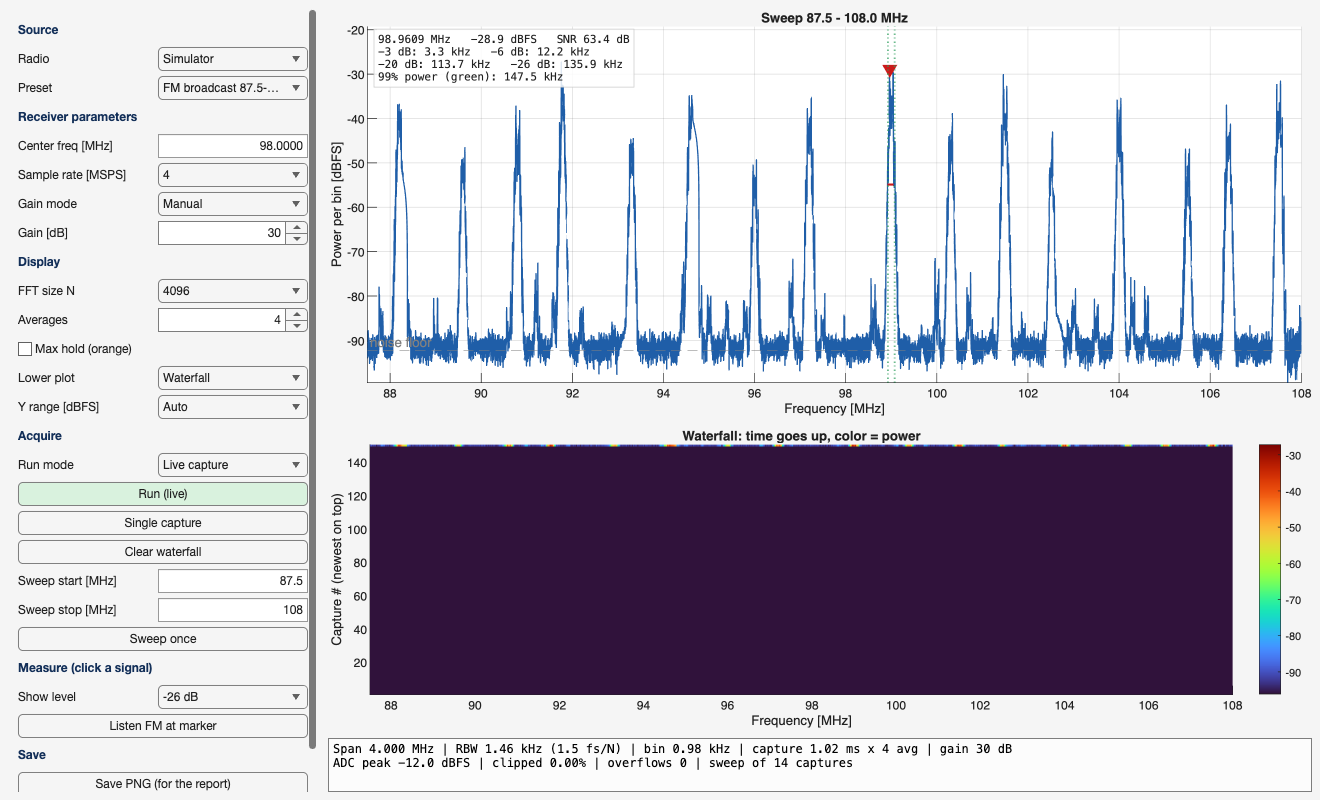 Source
Radio Simulator
Preset FM broadcast 87.5-...
Receiver parameters
Center freq [MHz] 98.0000
Sample rate [MSPS] 4
Gain mode Manual
Gain [dB] 30
Display
FFT size N 4096
Averages 4
Max hold (orange)
Lower plot Waterfall
Y range [dBFS] Auto
Acquire
Run mode Live capture
Run (live)
Single capture
Clear waterfall
Sweep start [MHz] 87.5
Sweep stop [MHz] 108
Sweep once
Measure (click a signal)
Show level -26 dB
Listen FM at marker
Save
Save PNG (for the report)
Sweep 87.5 - 108.0 MHz
98.9609 MHz −28.9 dBFS SNR 63.4 dB
−3 dB: 3.3 kHz −6 dB: 12.2 kHz
−20 dB: 113.7 kHz −26 dB: 135.9 kHz
99% power (green): 147.5 kHz
Power per bin [dBFS]
-20
-30
-40
-50
-60
-70
-80
-90
88 90 92 94 96 98 100 102 104 106 108
Frequency [MHz]
Waterfall: time goes up, color = power
Capture # (newest on top)
140
120
100
80
60
40
20
88 90 92 94 96 98 100 102 104 106 108
Frequency [MHz]
-30
-40
-50
-60
-70
-80
-90
Span 4.000 MHz | RBW 1.46 kHz (1.5 fs/N) | bin 0.98 kHz | capture 1.02 ms x 4 avg | gain 30 dB
ADC peak −12.0 dBFS | clipped 0.00% | overflows 0 | sweep of 14 captures